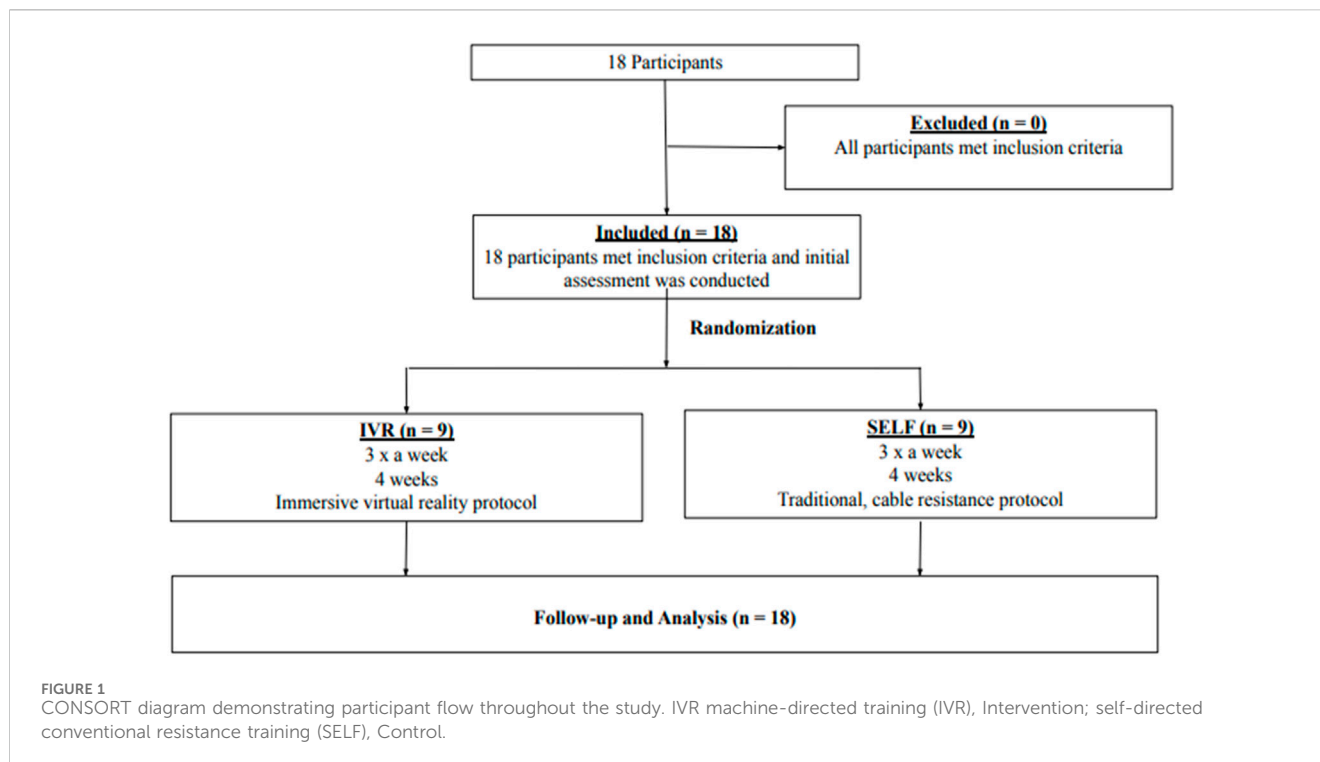 18 Participants
Excluded (n = 0)
All participants met inclusion criteria
Included (n = 18)
18 participants met inclusion criteria and initial
assessment was conducted
Randomization
IVR (n = 9)
3 x a week
4 weeks
Immersive virtual reality protocol
SELF (n = 9)
3 x a week
4 weeks
Traditional, cable resistance protocol
Follow-up and Analysis (n = 18)
FIGURE 1
CONSORT diagram demonstrating participant flow throughout the study. IVR machine-directed training (IVR), Intervention; self-directed
conventional resistance training (SELF), Control.